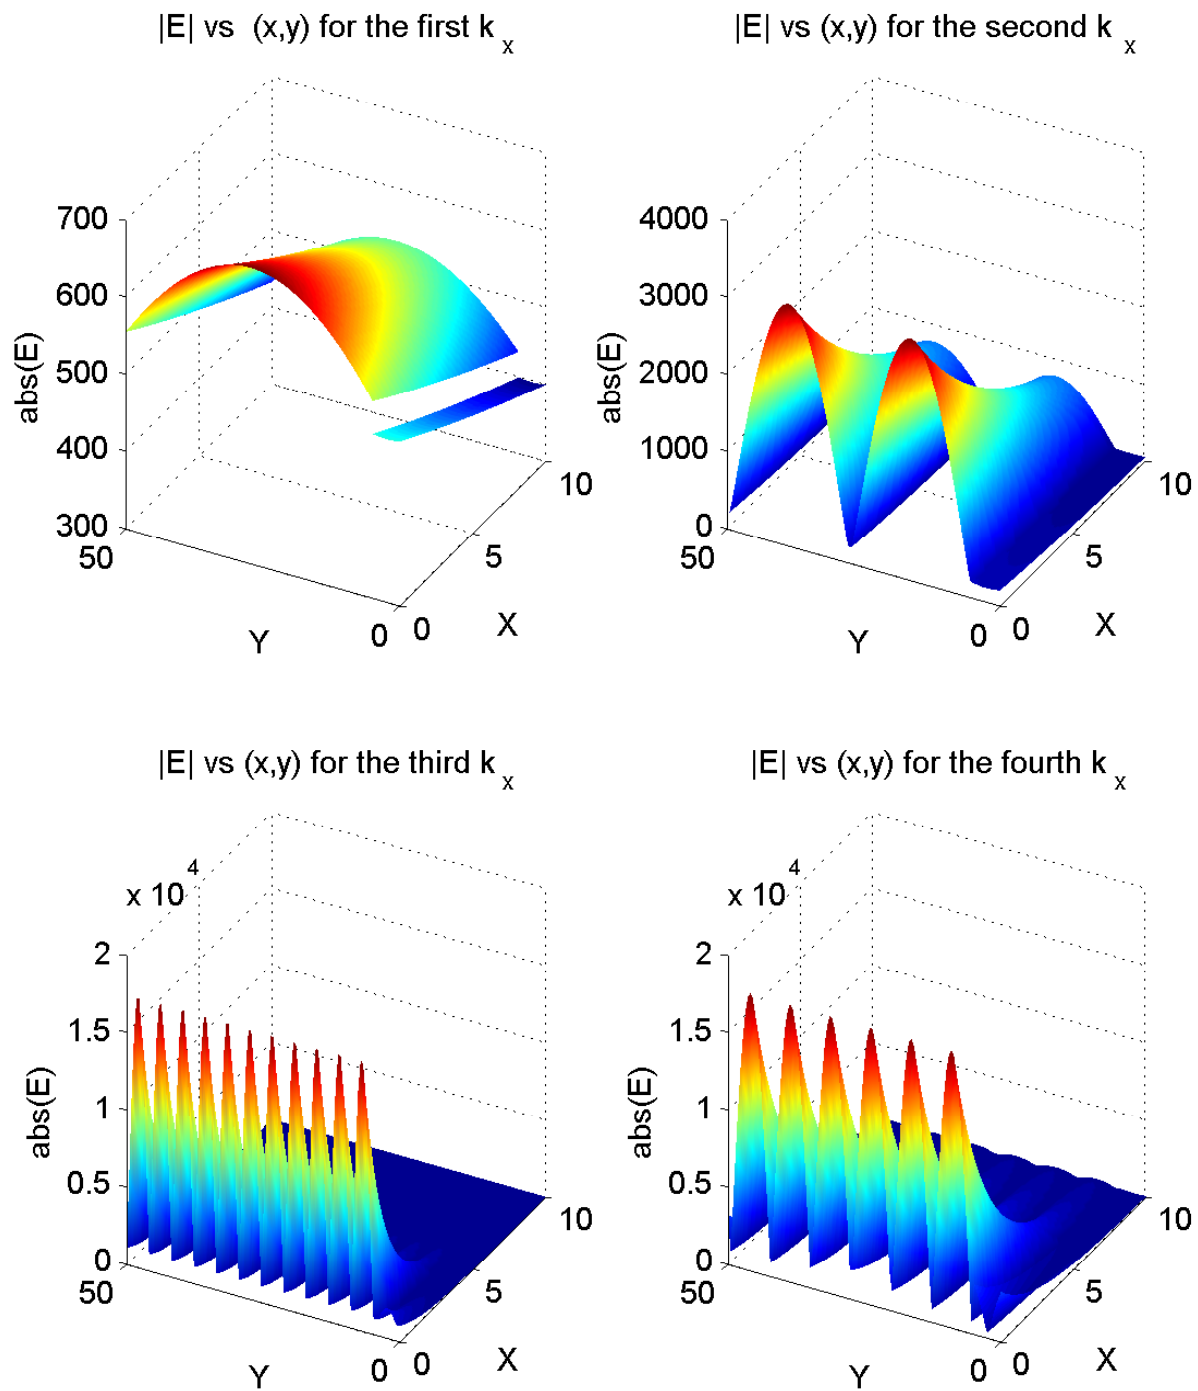 |E| vs (x,y) for the first k x
|E| vs (x,y) for the second k x
700
600
500
400
300
abs(E)
50
0
Y
0
5
10
X
4000
3000
2000
1000
0
abs(E)
50
0
Y
0
5
10
X
|E| vs (x,y) for the third k x
|E| vs (x,y) for the fourth k x
x 10 4
2
1.5
1
0.5
0
abs(E)
50
0
Y
0
5
10
X
x 10 4
2
1.5
1
0.5
0
abs(E)
50
0
Y
0
5
10
X